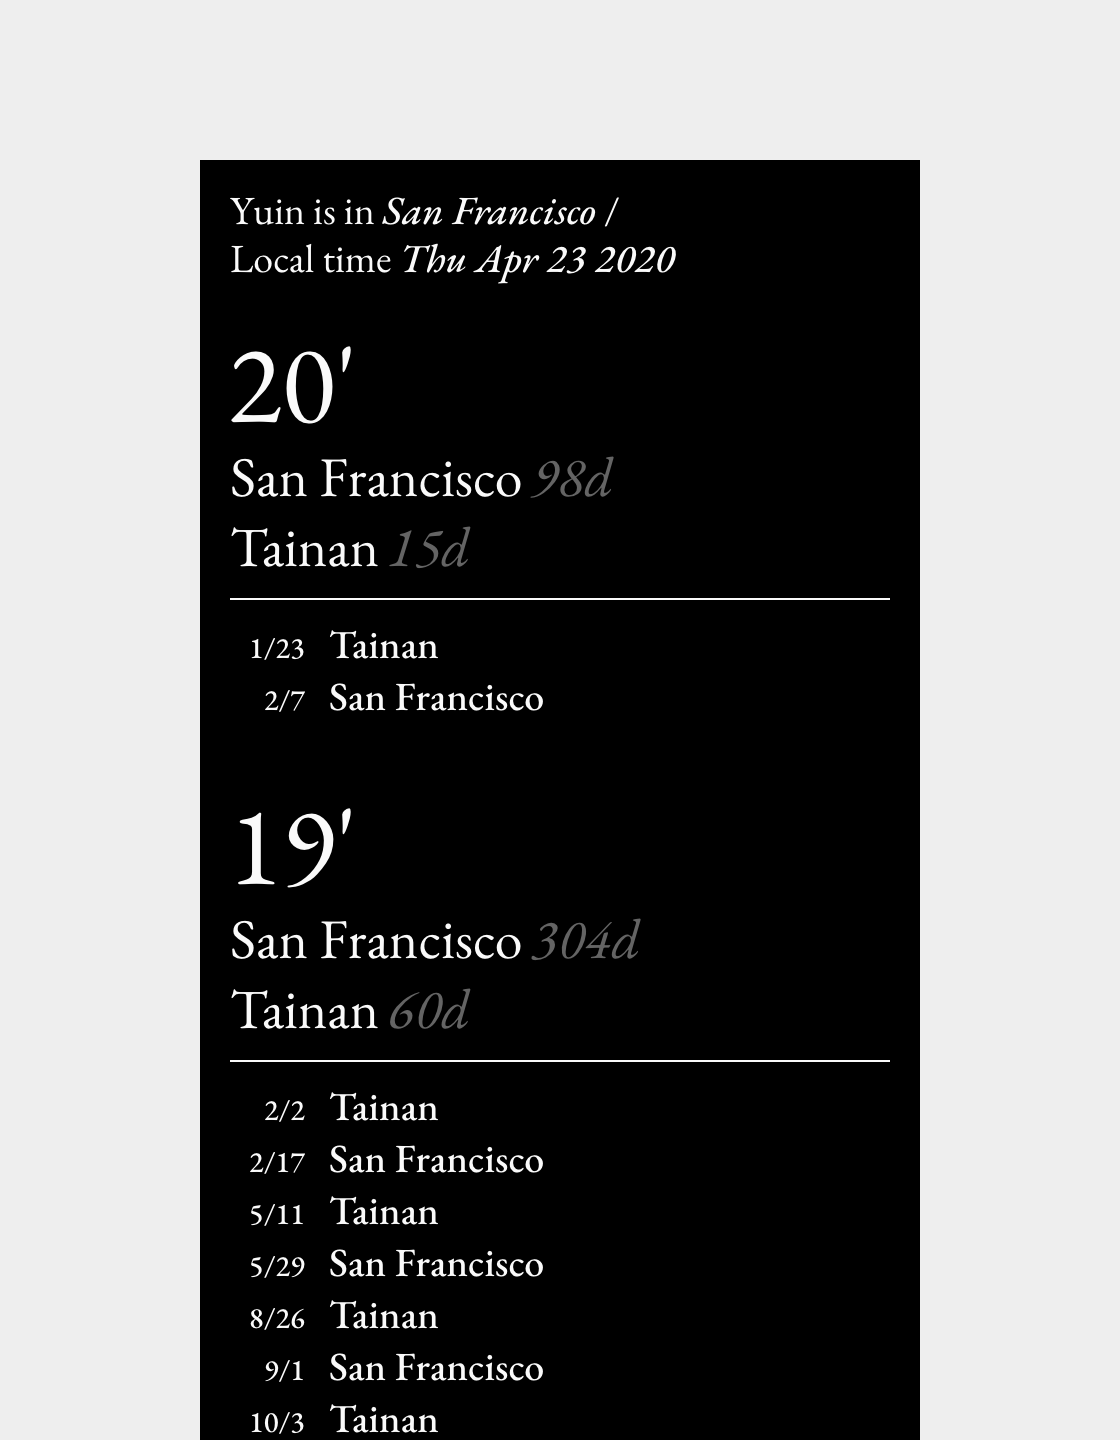 Yuin is in San Francisco /
Local time Thu Apr 23 2020
20'
San Francisco 98d
Tainan 15d
1/23 Tainan
2/7 San Francisco
19'
San Francisco 304d
Tainan 60d
2/2 Tainan
2/17 San Francisco
5/11 Tainan
5/29 San Francisco
8/26 Tainan
9/1 San Francisco
10/3 Tainan